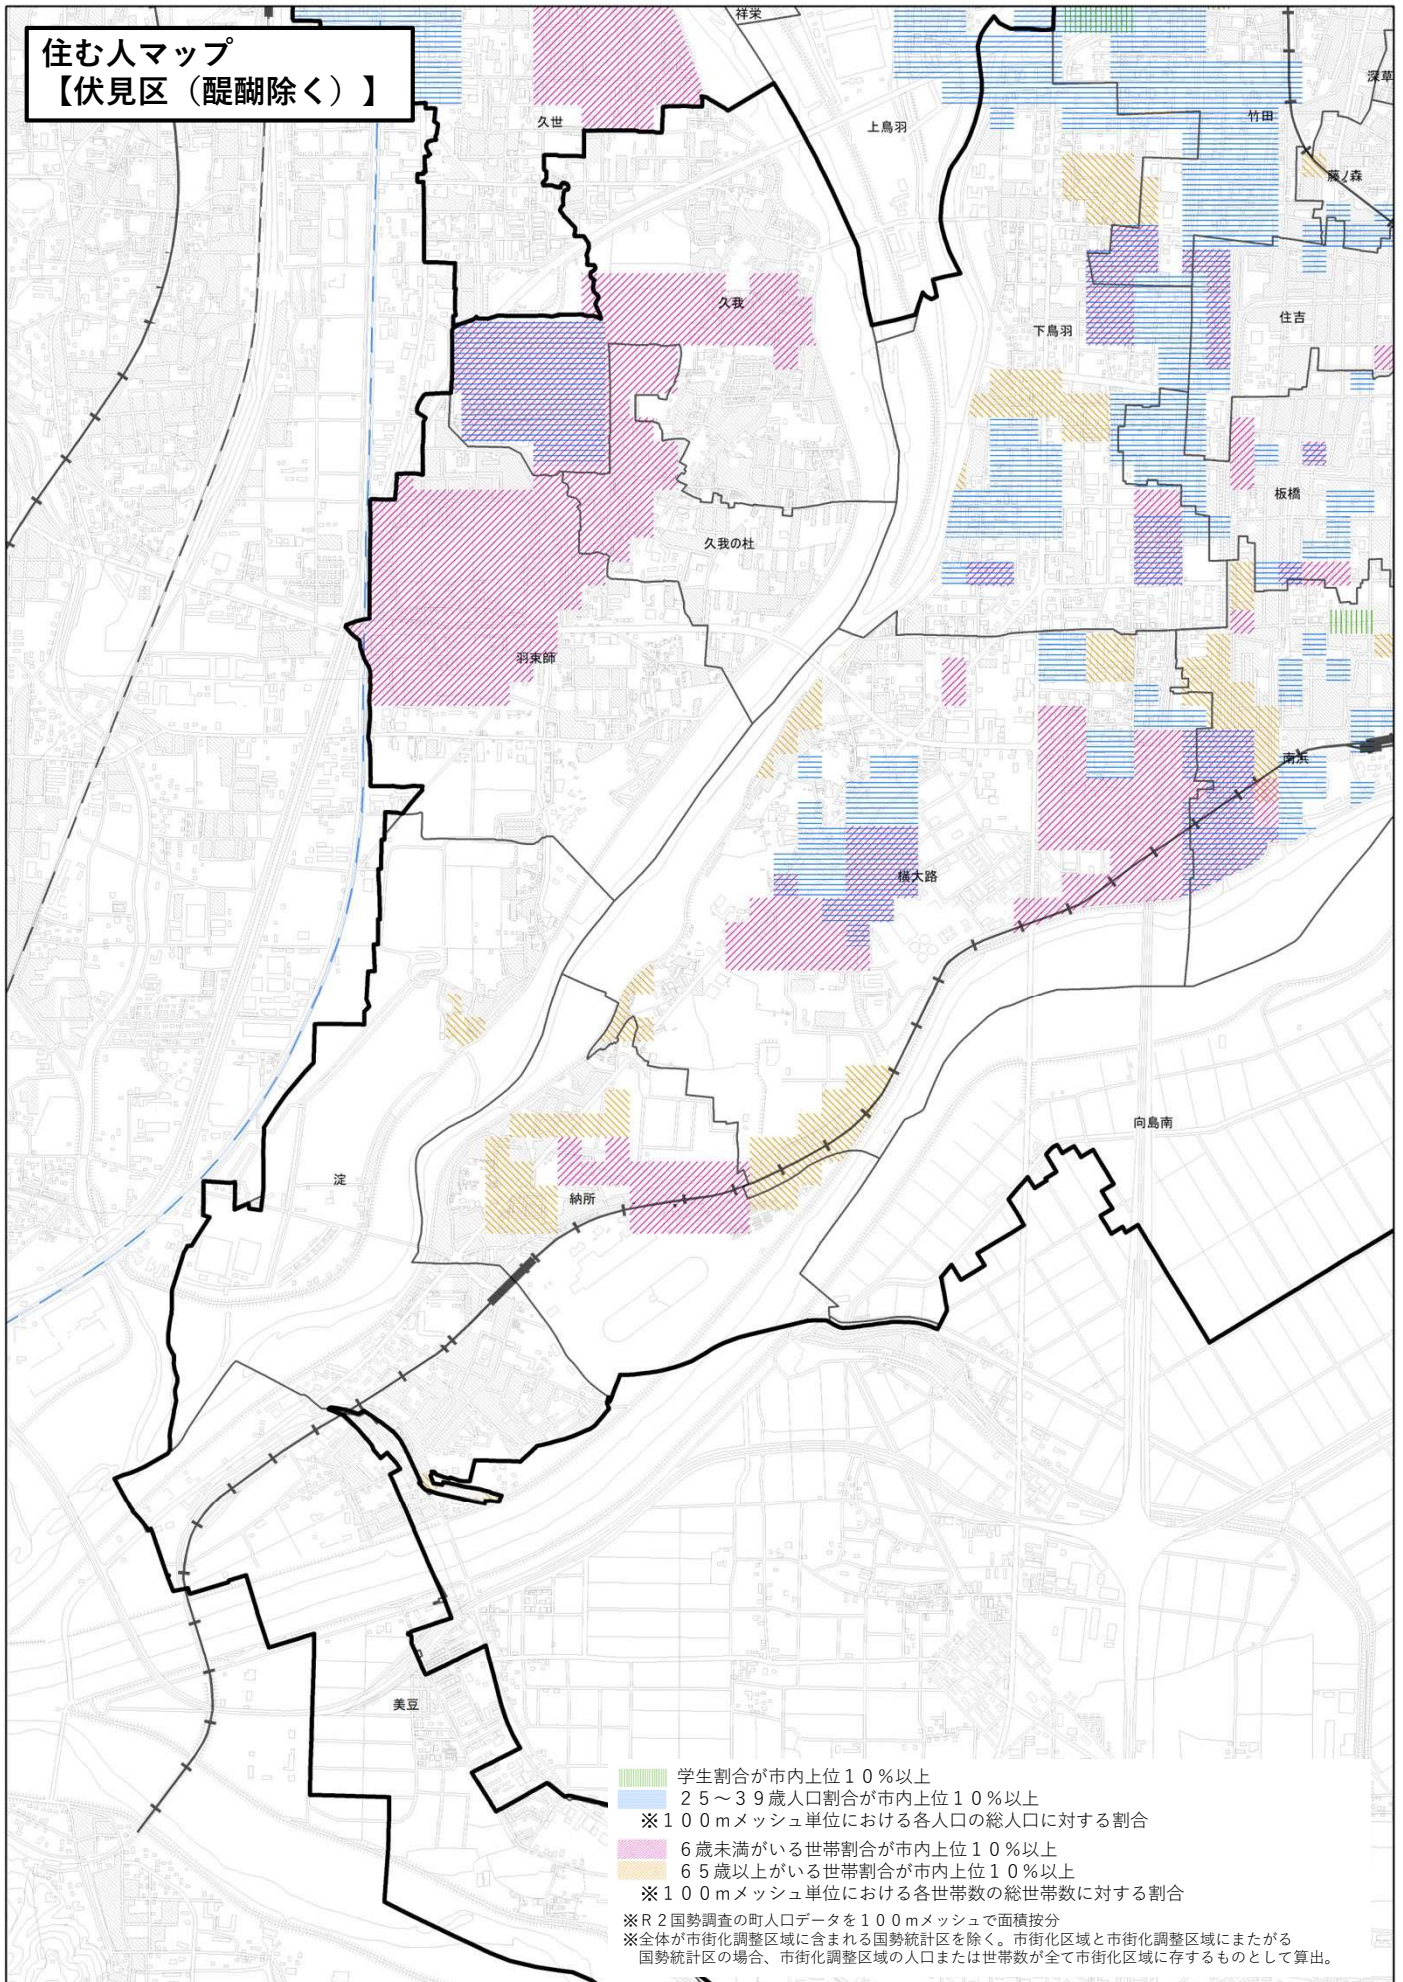 住む人マップ
【伏見区（醍醐除く）】
祥栄
深草
久世
上鳥羽
竹田
藤ノ森
久我
下鳥羽
住吉
板橋
久我の杜
羽束師
南浜
横大路
向島南
淀
納所
美豆
学生割合が市内上位１０％以上
２５～３９歳人口割合が市内上位１０％以上
※１００ｍメッシュ単位における各人口の総人口に対する割合
６歳未満がいる世帯割合が市内上位１０％以上
６５歳以上がいる世帯割合が市内上位１０％以上
※１００ｍメッシュ単位における各世帯数の総世帯数に対する割合
※Ｒ２国勢調査の町人口データを１００ｍメッシュで面積按分
※全体が市街化調整区域に含まれる国勢統計区を除く。市街化区域と市街化調整区域にまたがる
国勢統計区の場合、市街化調整区域の人口または世帯数が全て市街化区域に存するものとして算出。